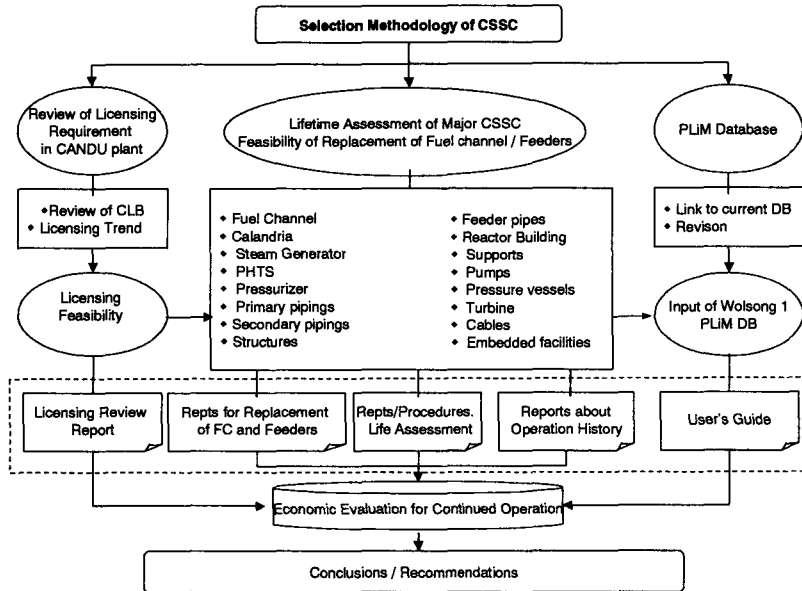 Selection Methodology of CSSC
Review of Licensing
Requirement
in CANDU plant
Lifetime Assessment of Major CSSC
Feasibility of Replacement of Fuel channel / Feeders
PLiM Database
◆Review of CLB
◆ Licensing Trend
◆ Fuel Channel
◆ Calandria
◆ Steam Generator
◆ PHTS
◆ Pressurizer
◆ Primary pipings
◆ Secondary pipings
◆ Structures
◆ Feeder pipes
◆ Reactor Building
◆ Supports
◆ Pumps
◆ Pressure vessels
◆ Turbine
◆ Cables
◆ Embedded facilities
◆ Link to current DB
◆ Revison
Licensing
Feasibility
Input of Wolsong 1
PLiM DB
Licensing Review
Report
Repts for Replacement
of FC and Feeders
Repts/Procedures.
Life Assessment
Reports about
Operation History
User's Guide
Economic Evaluation for Continued Operation
Conclusions / Recommendations